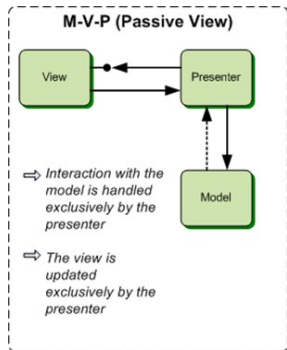 M-V-P (Passive View)
View
Presenter
Model
Interaction with the
model is handled
exclusively by the
presenter
The view is
updated
exclusively by the
presenter